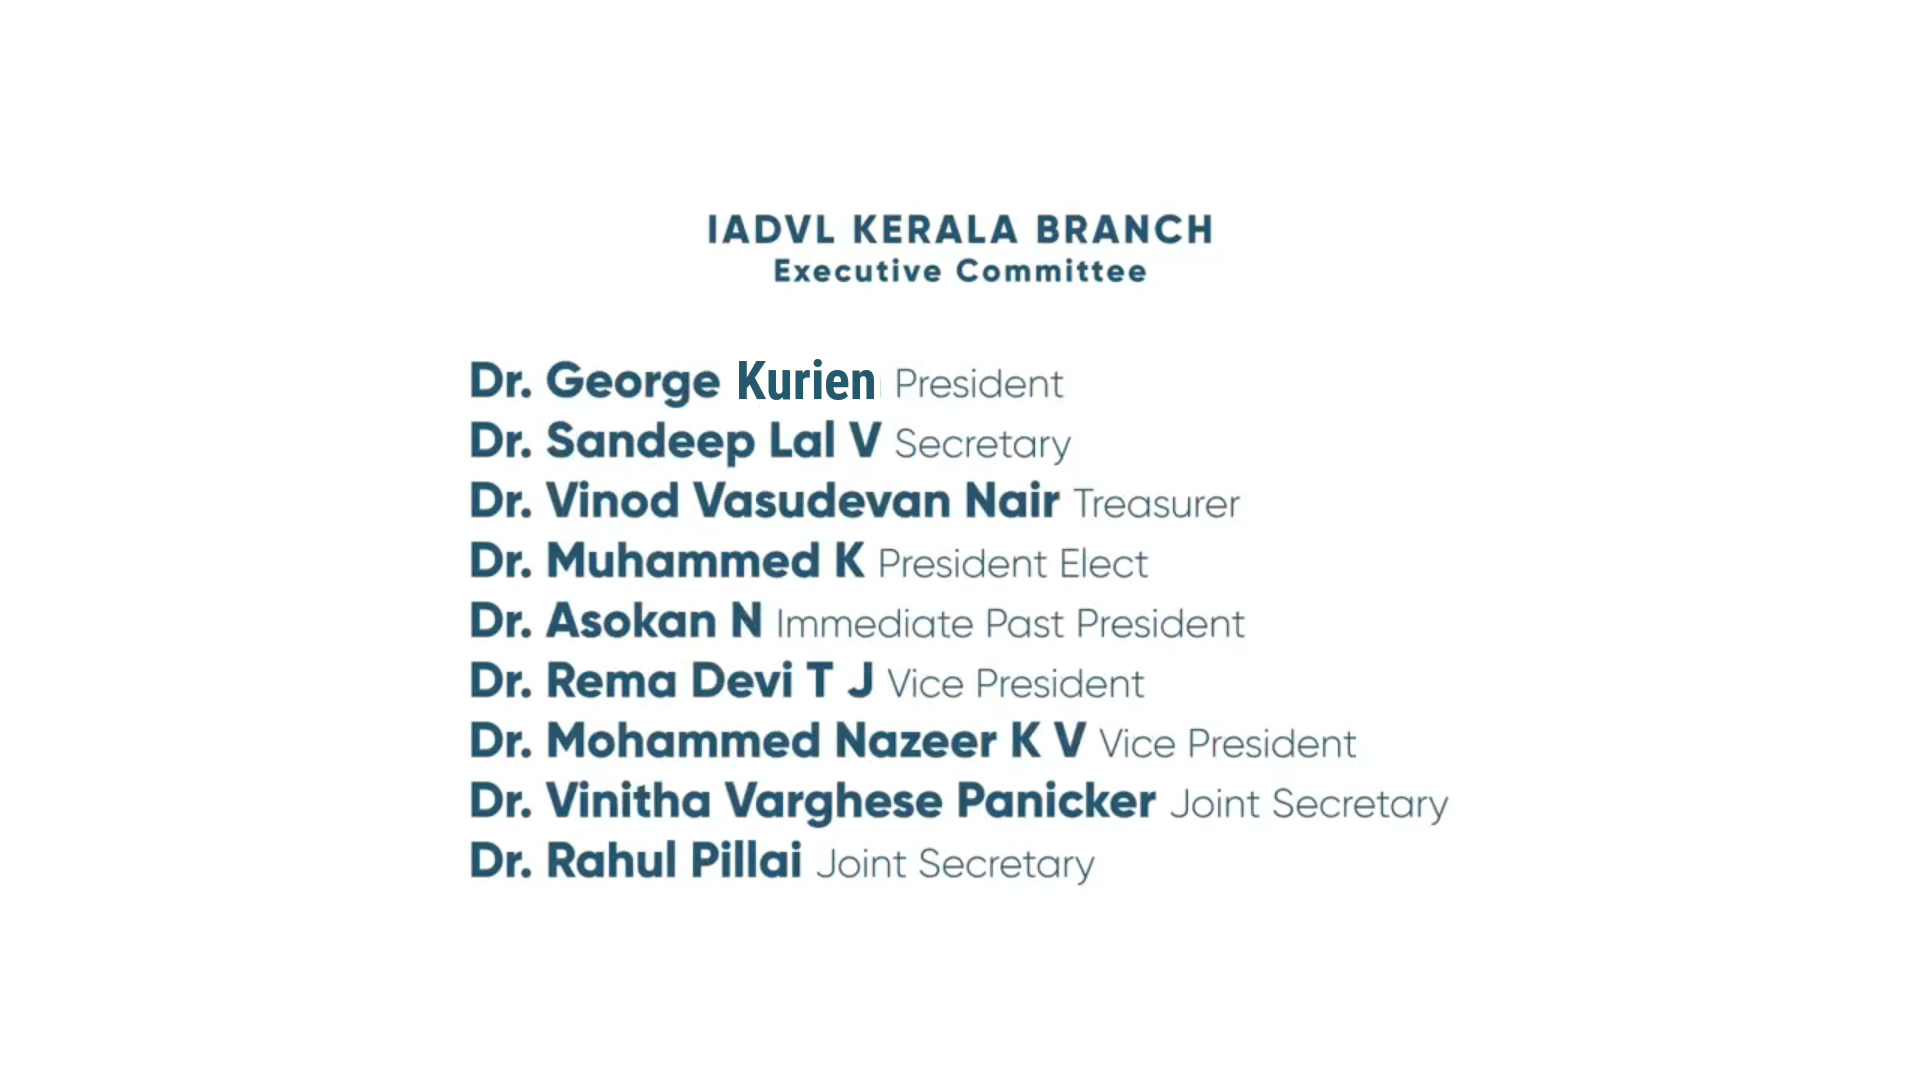 IADVL KERALA BRANCH
Executive Committee
Dr. George Kurien President
Dr. Sandeep Lal V Secretary
Dr. Vinod Vasudevan Nair Treasurer
Dr. Muhammed K President Elect
Dr. Asokan N Immediate Past President
Dr. Rema Devi T J Vice President
Dr. Mohammed Nazeer K V Vice President
Dr. Vinitha Varghese Panicker Joint Secretary
Dr. Rahul Pillai Joint Secretary